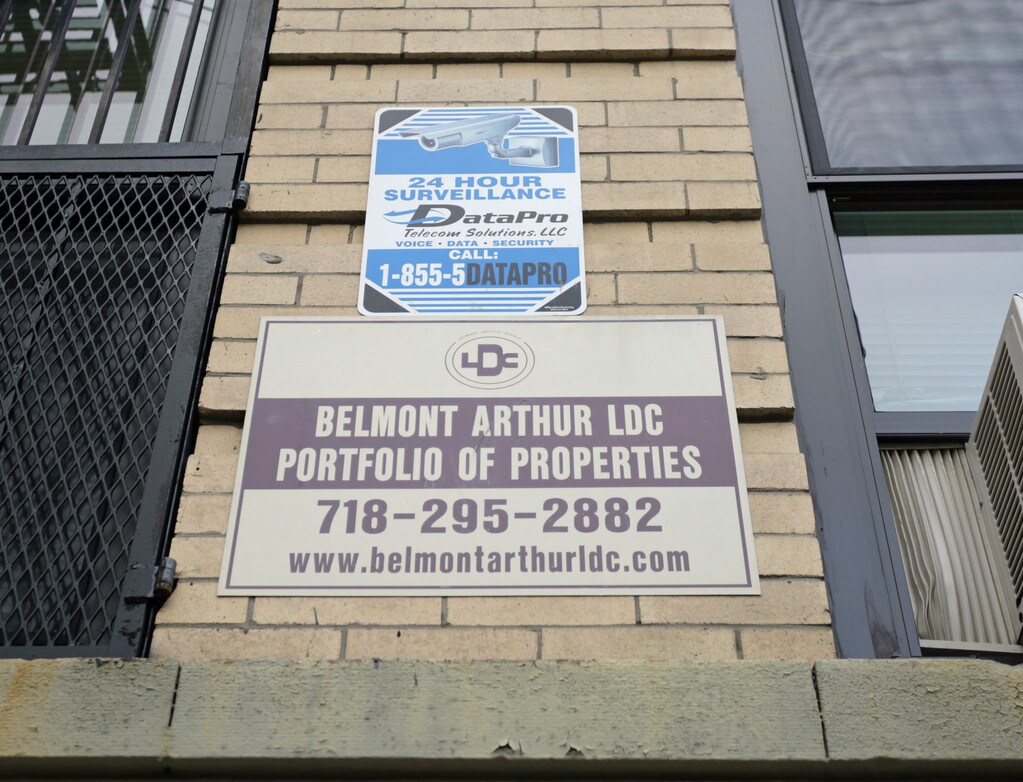 24 HOUR
SURVEILLANCE
DataPro
Telecom Solutions, LLC
VOICE • DATA • SECURITY
CALL:
1-855-5DATAPRO
LDC
BELMONT ARTHUR LDC
PORTFOLIO OF PROPERTIES
718-295-2882
www.belmontarthurldc.com